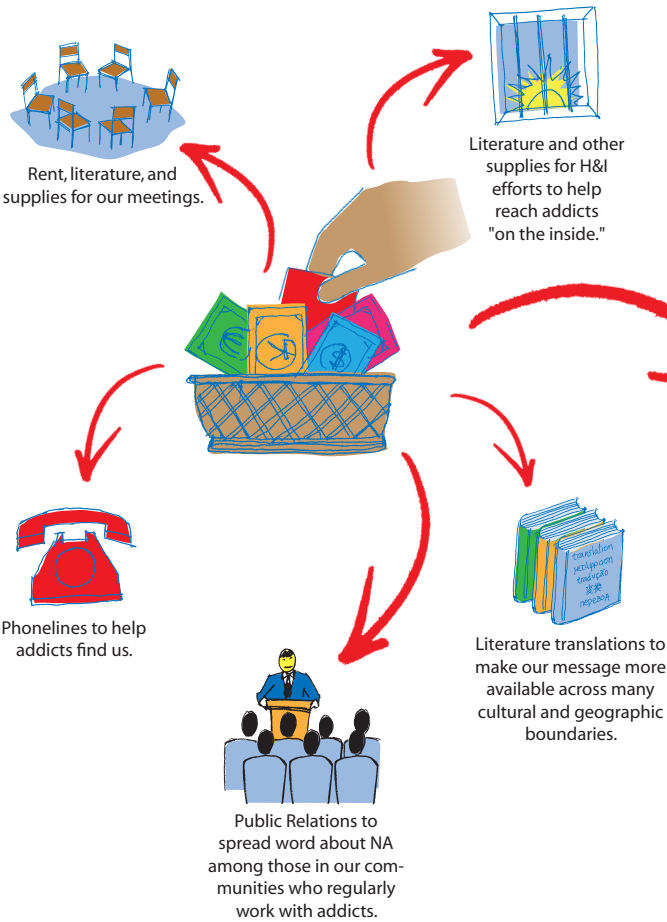 Rent, literature, and
supplies for our meetings.
Literature and other
supplies for H&I
efforts to help
reach addicts
"on the inside."
€
$
Phonelines to help
addicts find us.
translation
tradução
перевод
Literature translations to
make our message more
available across many
cultural and geographic
boundaries.
Public Relations to
spread word about NA
among those in our com-
munities who regularly
work with addicts.